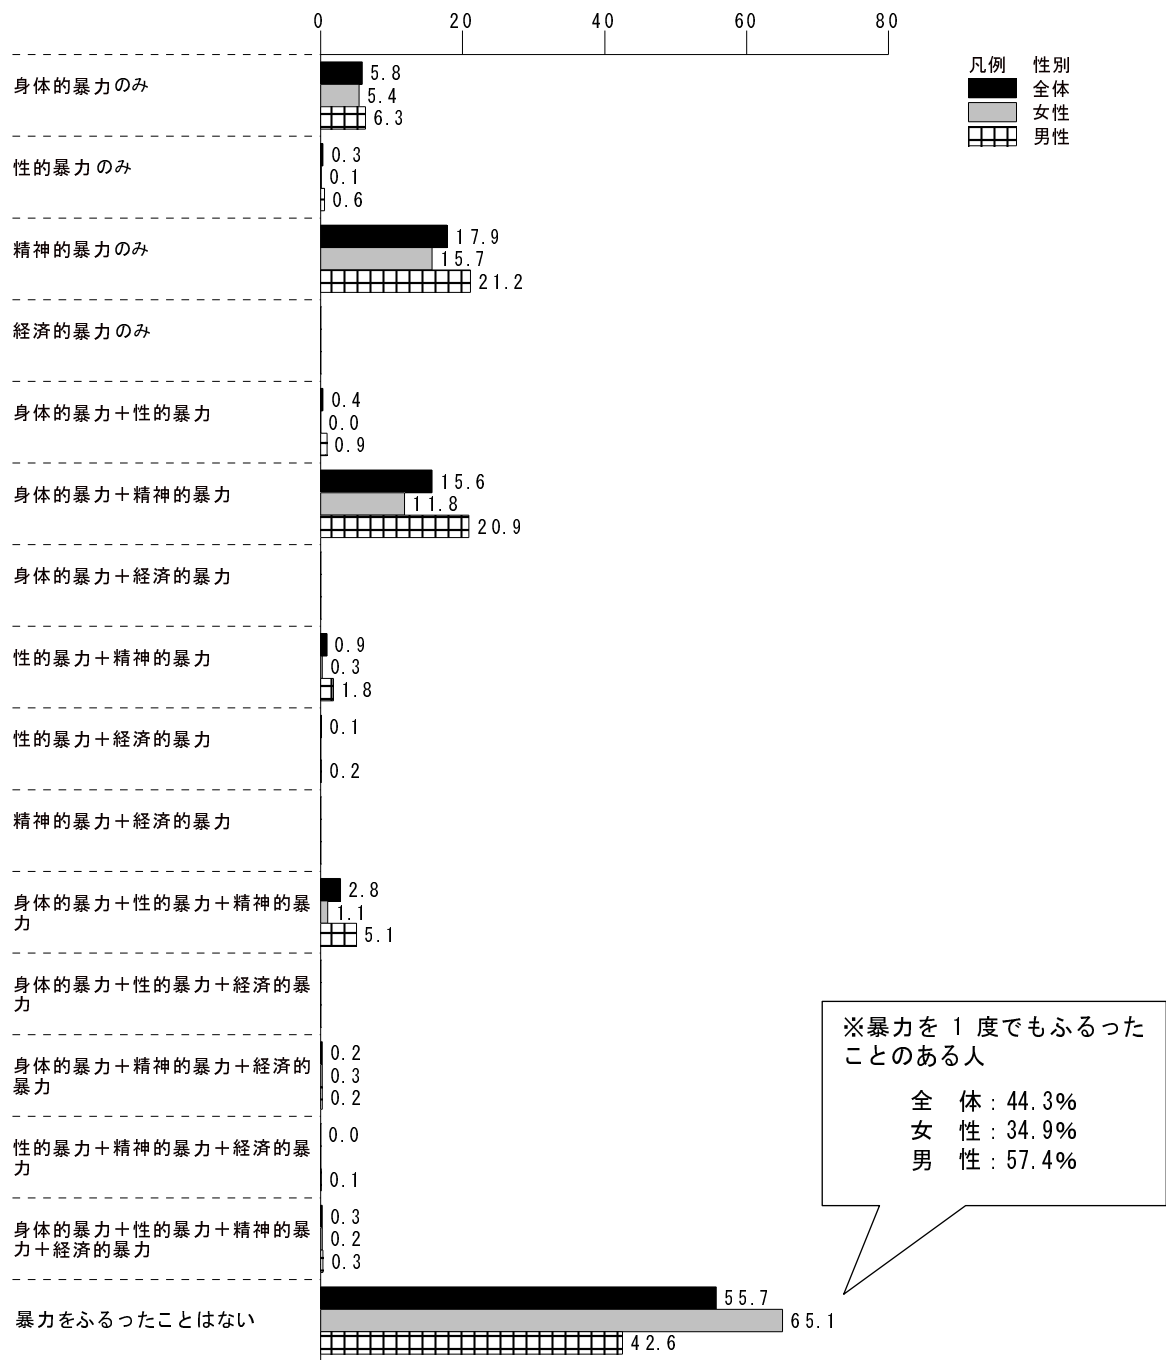 0 20 40 60 80
凡例 性別
全体
女性
男性
身体的暴力のみ
5.8
5.4
6.3
性的暴力のみ
0.3
0.1
0.6
精神的暴力のみ
17.9
15.7
21.2
経済的暴力のみ
身体的暴力＋性的暴力
0.4
0.0
0.9
身体的暴力＋精神的暴力
15.6
11.8
20.9
身体的暴力＋経済的暴力
性的暴力＋精神的暴力
0.9
0.3
1.8
性的暴力＋経済的暴力
0.1
0.2
精神的暴力＋経済的暴力
身体的暴力＋性的暴力＋精神的暴
力
2.8
1.1
5.1
身体的暴力＋性的暴力＋経済的暴
力
身体的暴力＋精神的暴力＋経済的
暴力
0.2
0.3
0.2
性的暴力＋精神的暴力＋経済的暴
力
0.0
0.1
身体的暴力＋性的暴力＋精神的暴
力＋経済的暴力
0.3
0.2
0.3
暴力をふるったことはない
55.7
65.1
42.6
※暴力を 1 度でもふるった
ことのある人
全　体：44.3%
女　性：34.9%
男　性：57.4%